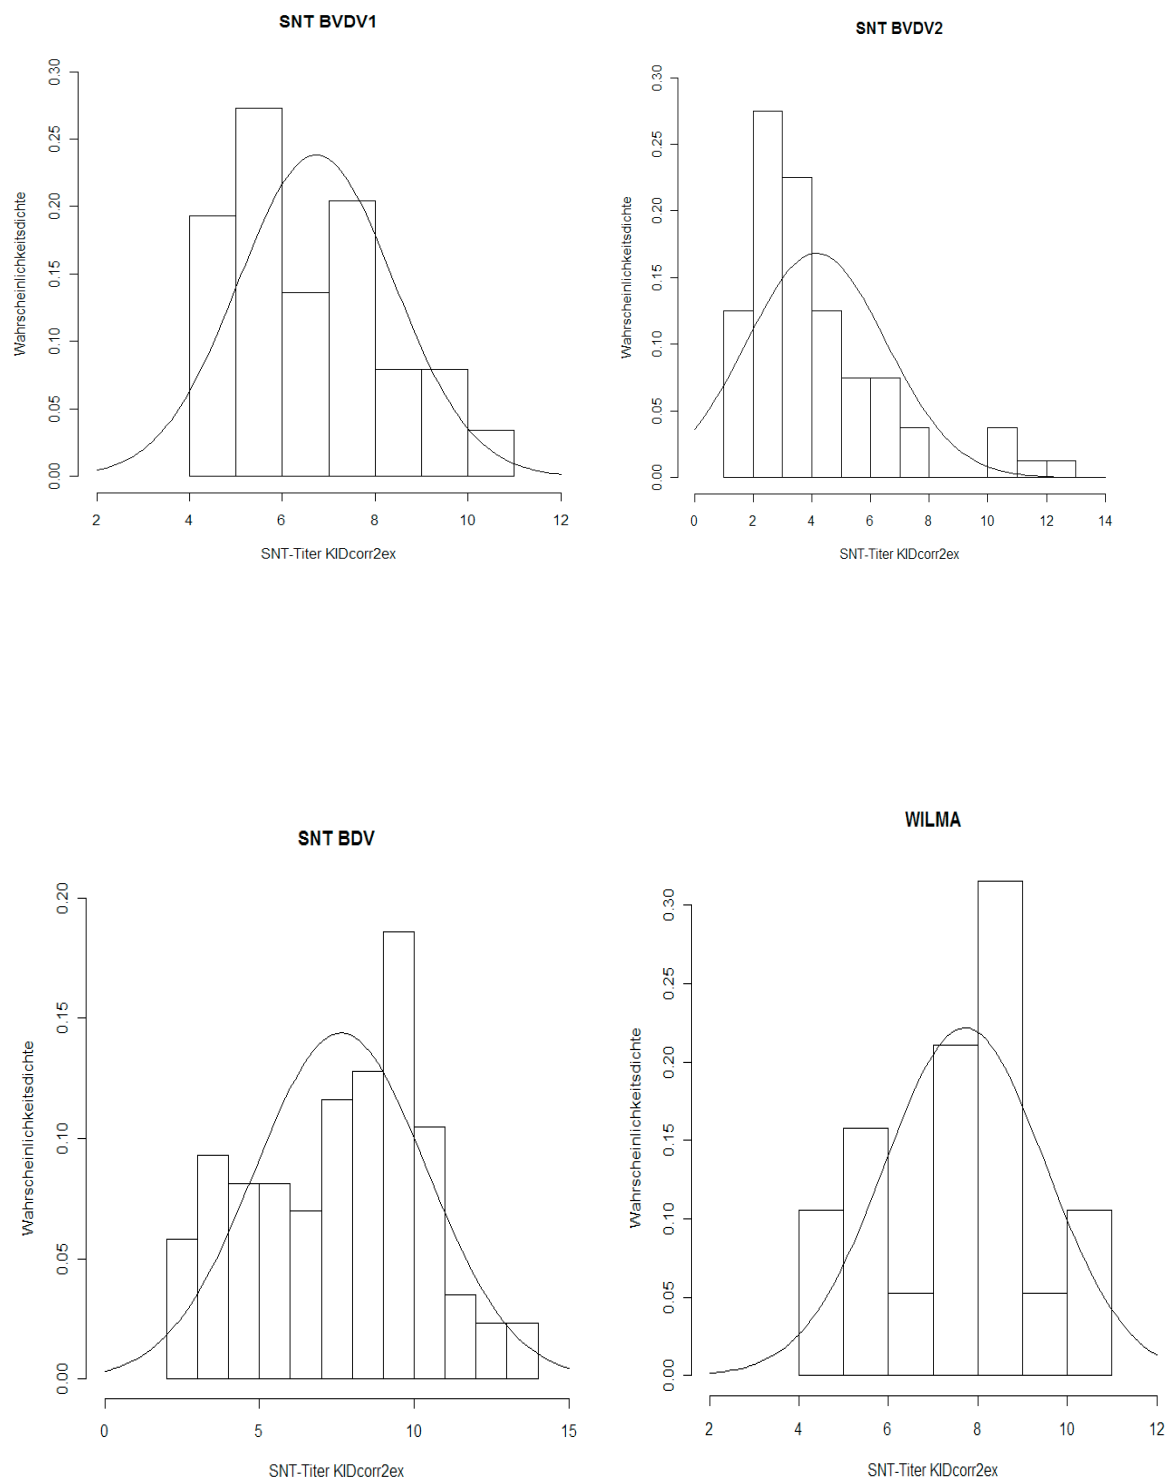 SNT BVDV1
Wahrscheinlichkeitsdichte
0.00 0.05 0.10 0.15 0.20 0.25 0.30
2 4 6 8 10 12
SNT-Titer KIDcorr2ex
SNT BVDV2
Wahrscheinlichkeitsdichte
0.00 0.05 0.10 0.15 0.20 0.25 0.30
0 2 4 6 8 10 12 14
SNT-Titer KIDcorr2ex
SNT BDV
Wahrscheinlichkeitsdichte
0.00 0.05 0.10 0.15 0.20
0 5 10 15
SNT-Titer KIDcorr2ex
WILMA
Wahrscheinlichkeitsdichte
0.00 0.05 0.10 0.15 0.20 0.25 0.30
2 4 6 8 10 12
SNT-Titer KIDcorr2ex